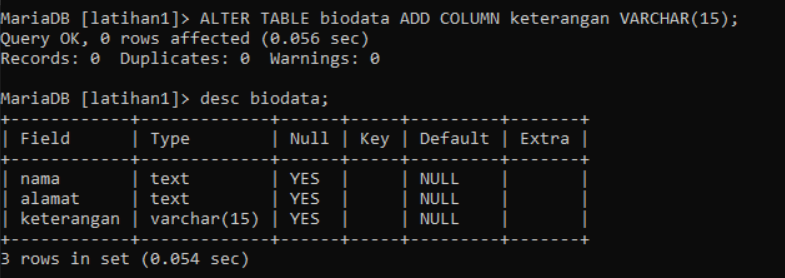 MariaDB [latihan1]> ALTER TABLE biodata ADD COLUMN keterangan VARCHAR(15);
Query OK, 0 rows affected (0.056 sec)
Records: 0  Duplicates: 0  Warnings: 0

MariaDB [latihan1]> desc biodata;
+------------+-------------+------+-----+---------+-------+
| Field      | Type        | Null | Key | Default | Extra |
+------------+-------------+------+-----+---------+-------+
| nama       | text        | YES  |     | NULL    |       |
| alamat     | text        | YES  |     | NULL    |       |
| keterangan | varchar(15) | YES  |     | NULL    |       |
+------------+-------------+------+-----+---------+-------+
3 rows in set (0.054 sec)